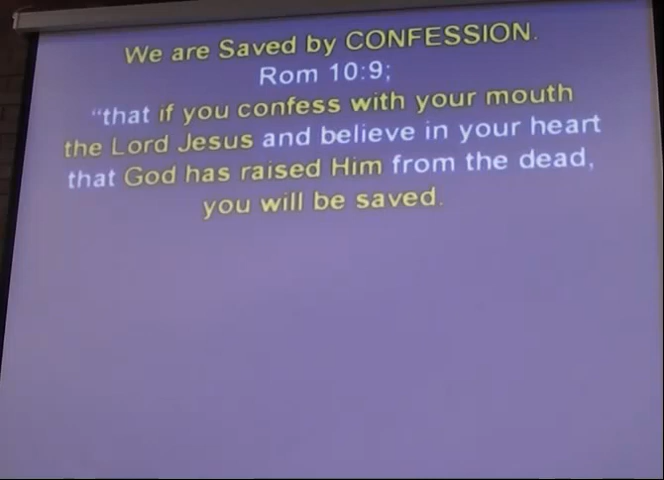 We are Saved by CONFESSION.
Rom 10:9;
“that if you confess with your mouth
the Lord Jesus and believe in your heart
that God has raised Him from the dead,
you will be saved.